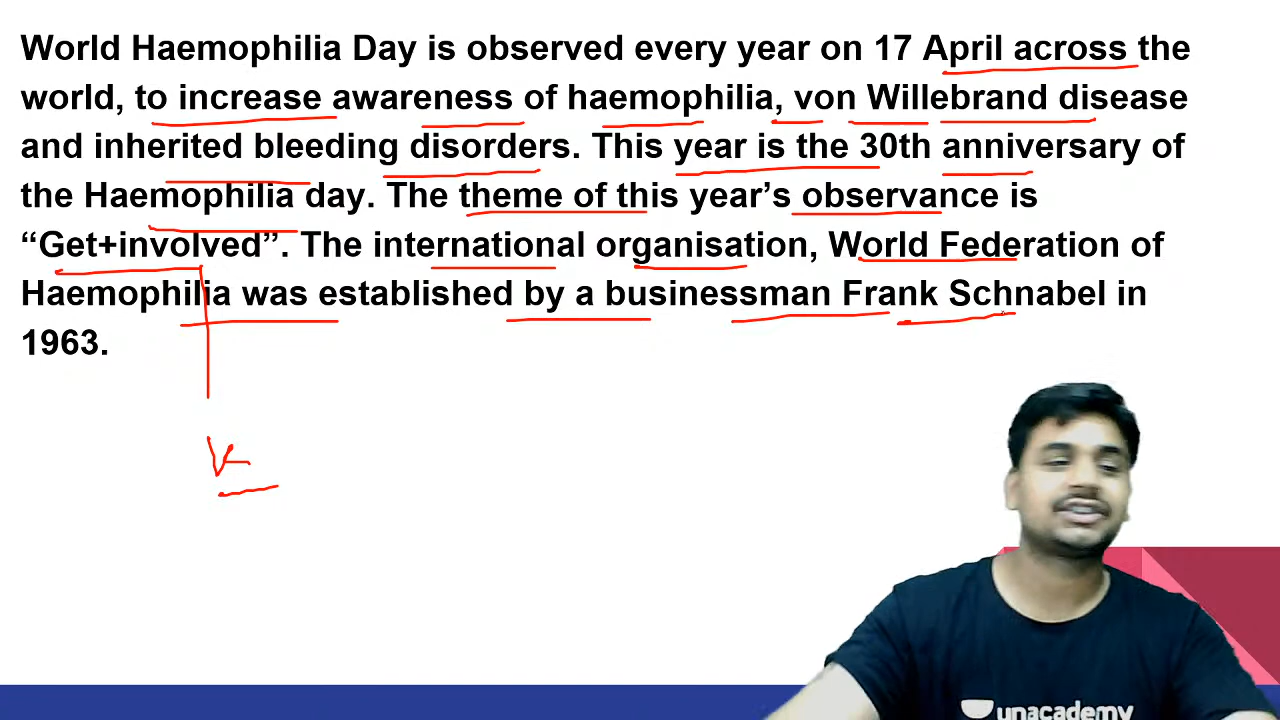 World Haemophilia Day is observed every year on 17 April across the
world, to increase awareness of haemophilia, von Willebrand disease
and inherited bleeding disorders. This year is the 30th anniversary of
the Haemophilia day. The theme of this year’s observance is
“Get+involved”. The international organisation, World Federation of
Haemophilia was established by a businessman Frank Schnabel in
1963.
unacademy